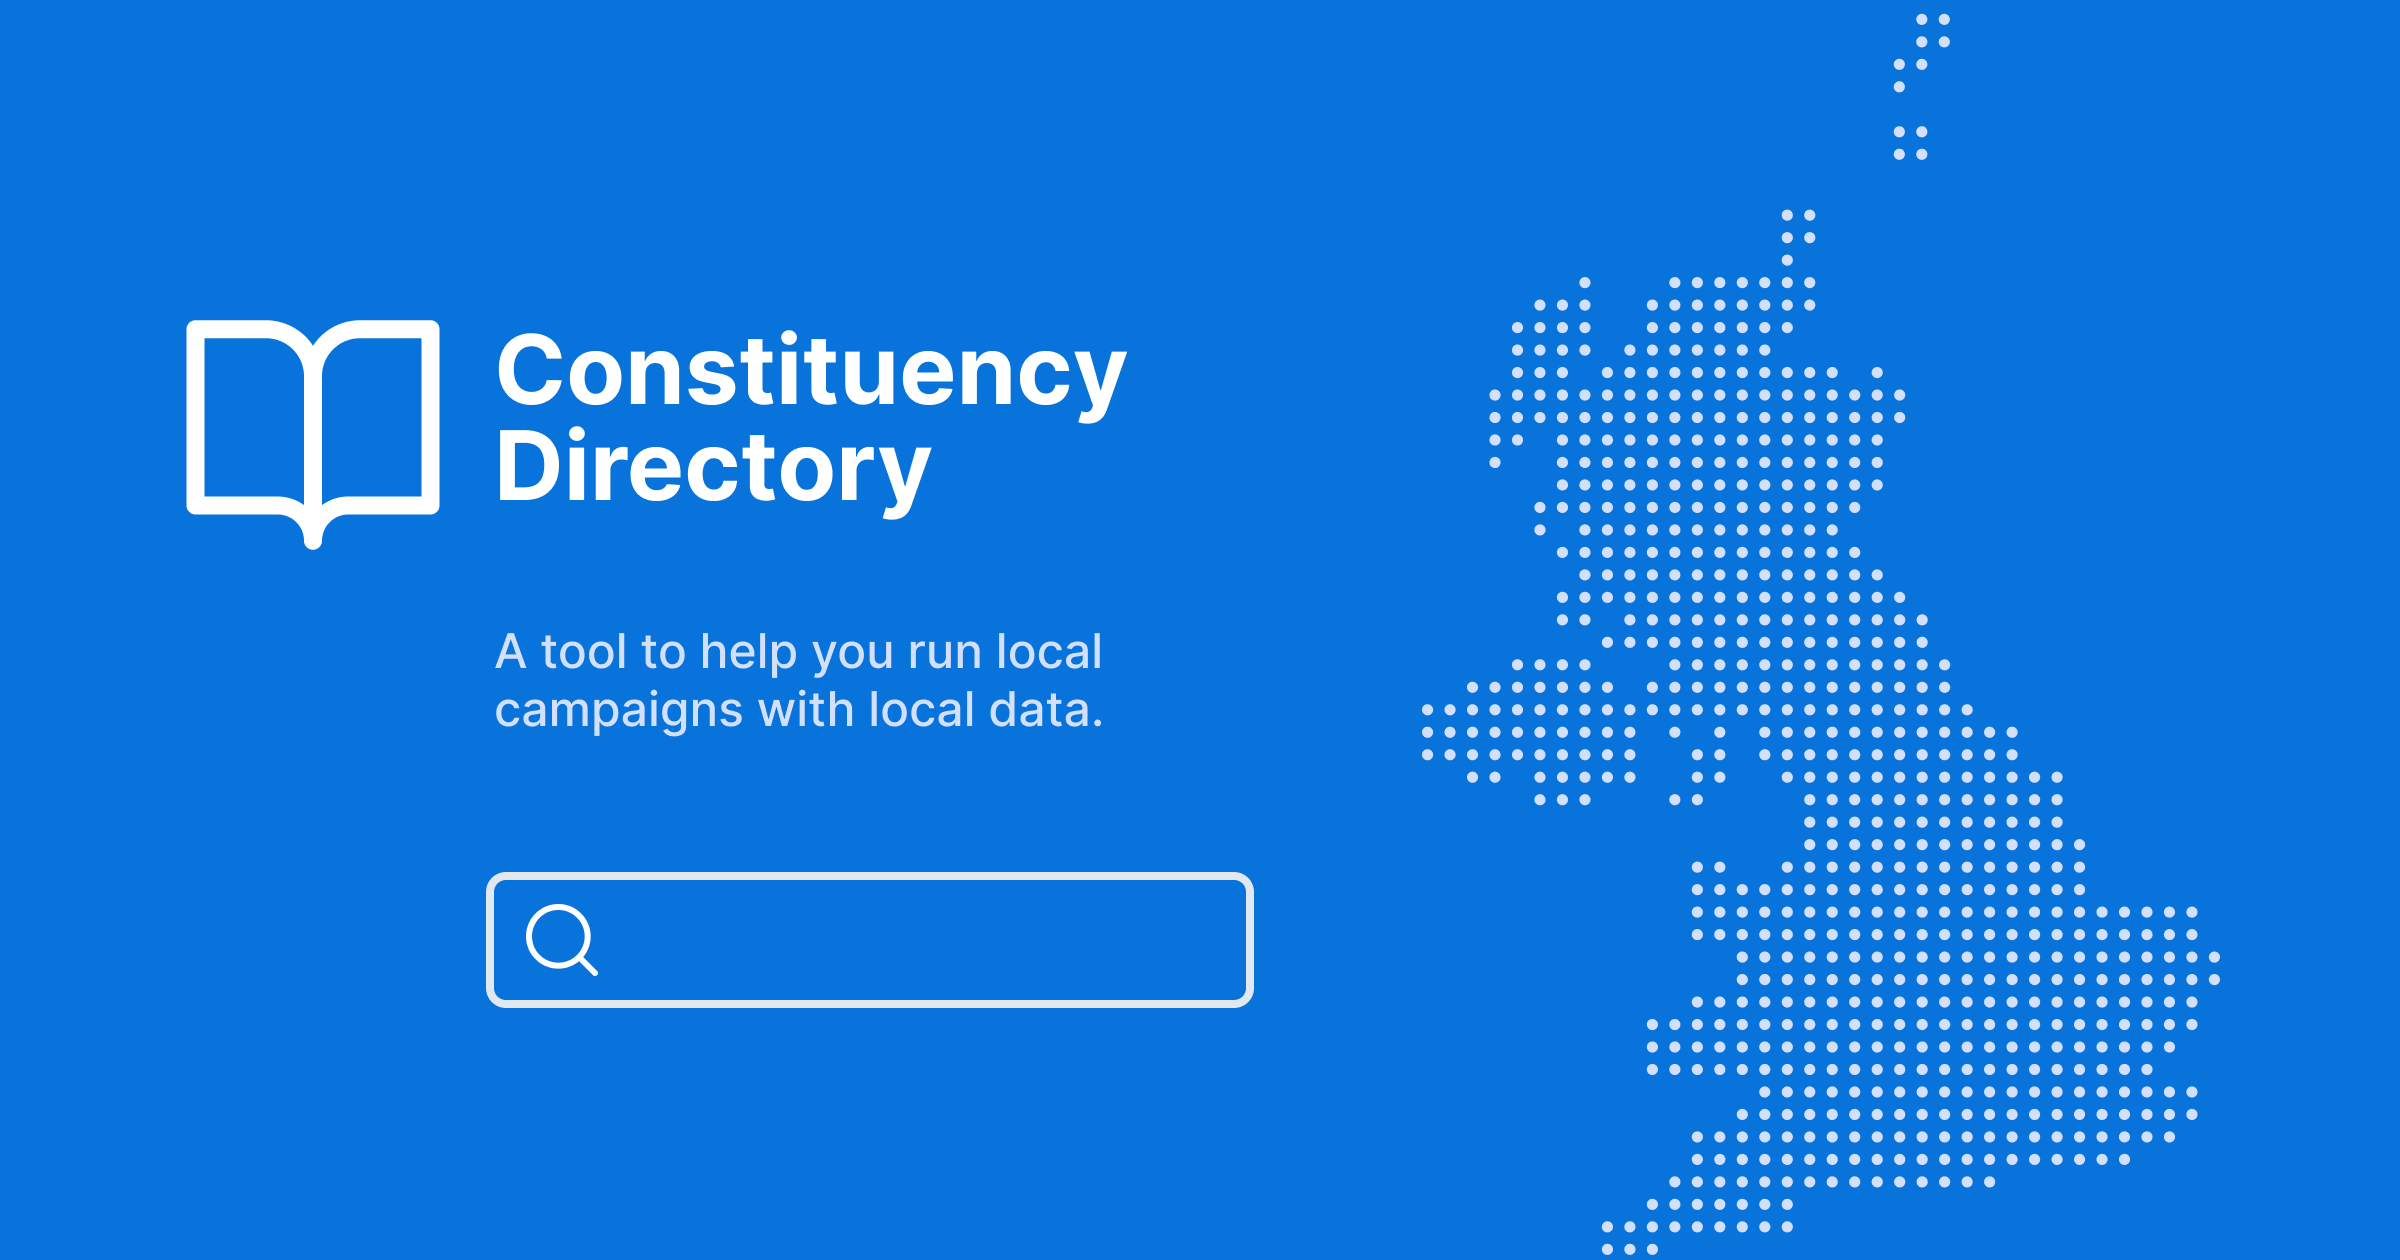 Constituency
Directory
A tool to help you run local
campaigns with local data.